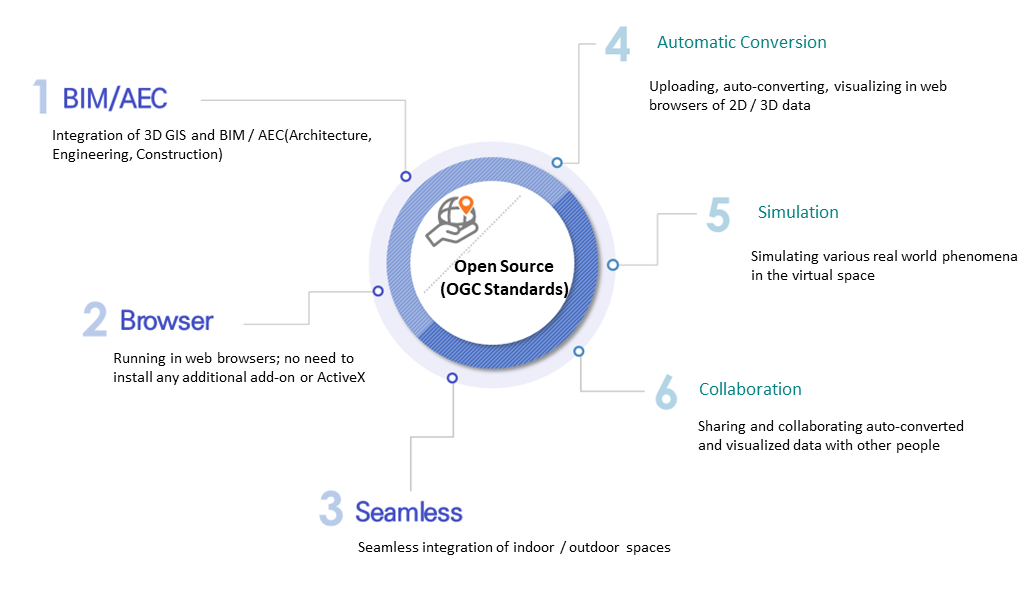 1 BIM/AEC
Integration of 3D GIS and BIM / AEC(Architecture,
Engineering, Construction)
2 Browser
Running in web browsers; no need to
install any additional add-on or ActiveX
3 Seamless
Seamless integration of indoor / outdoor spaces
Open Source
(OGC Standards)
4 Automatic Conversion
Uploading, auto-converting, visualizing in web
browsers of 2D / 3D data
5 Simulation
Simulating various real world phenomena
in the virtual space
6 Collaboration
Sharing and collaborating auto-converted
and visualized data with other people